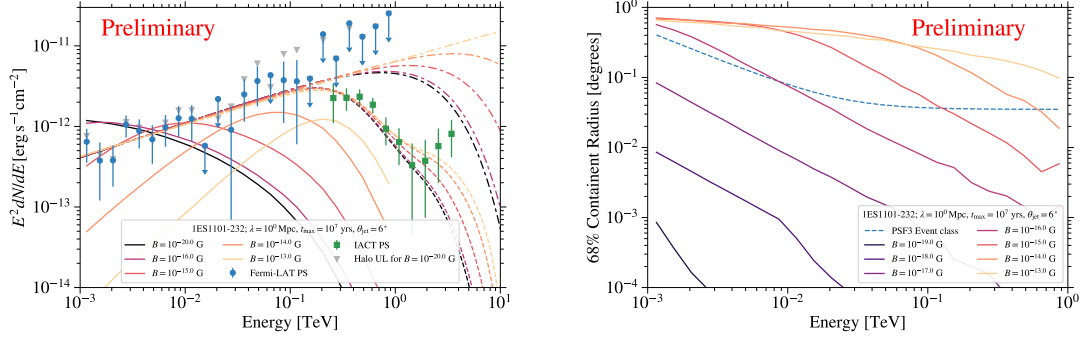 Preliminary
E² dN/dE [erg s⁻¹ cm⁻²]
10⁻¹¹
10⁻¹²
10⁻¹³
10⁻¹⁴
1ES1101-232; λ = 10⁰ Mpc, t_max = 10⁷ yrs, θ_jet = 6°
B = 10⁻²⁰·⁰ G
B = 10⁻¹⁶·⁰ G
B = 10⁻¹⁵·⁰ G
B = 10⁻¹⁴·⁰ G
B = 10⁻¹³·⁰ G
Fermi-LAT PS
IACT PS
Halo UL for B = 10⁻²⁰·⁰ G
10⁻³ 10⁻² 10⁻¹ 10⁰ 10¹
Energy [TeV]
Preliminary
68% Containent Radius [degrees]
10⁰
10⁻¹
10⁻²
10⁻³
10⁻⁴
1ES1101-232; λ = 10⁰ Mpc, t_max = 10⁷ yrs, θ_jet = 6°
PSF3 Event class
B = 10⁻¹⁹·⁰ G
B = 10⁻¹⁸·⁰ G
B = 10⁻¹⁷·⁰ G
B = 10⁻¹⁶·⁰ G
B = 10⁻¹⁵·⁰ G
B = 10⁻¹⁴·⁰ G
B = 10⁻¹³·⁰ G
10⁻³ 10⁻² 10⁻¹ 10⁰
Energy [TeV]